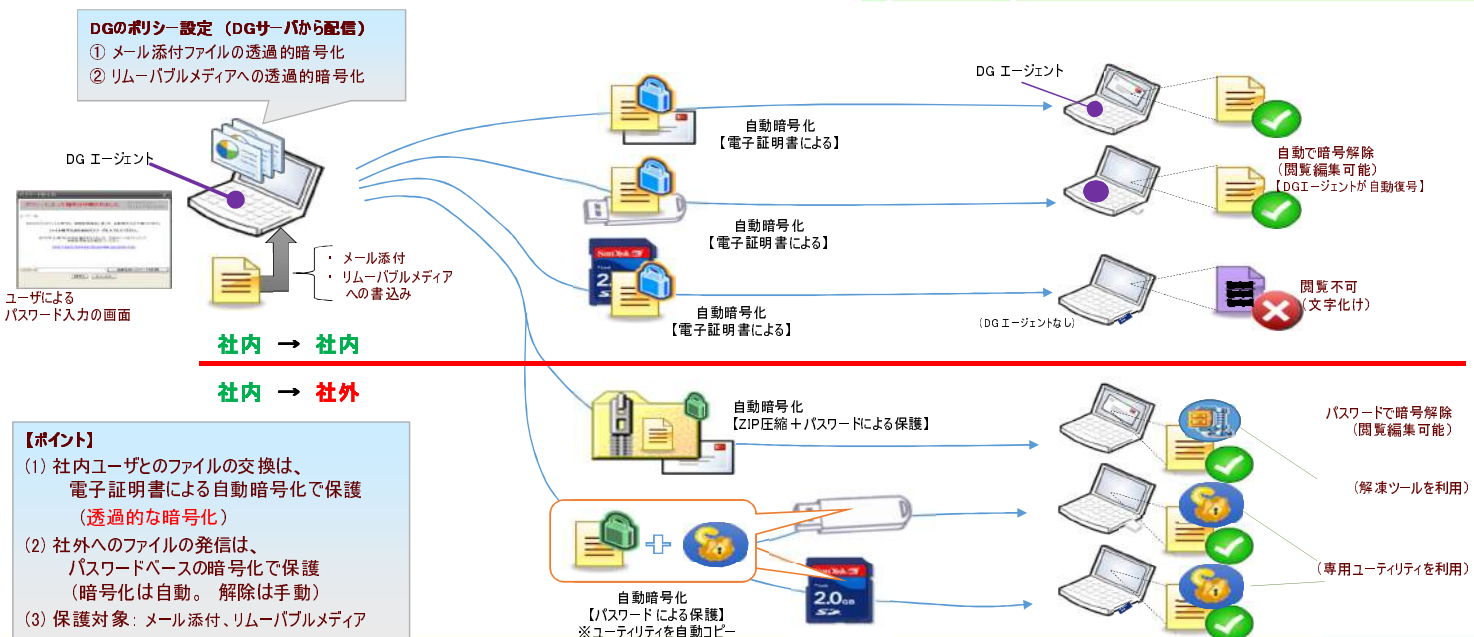 DGのポリシー設定 (DGサーバから配信)
① メール添付ファイルの透過的暗号化
② リムーバブルメディアへの透過的暗号化
DG エージェント
ユーザによる
パスワード入力の画面
・ メール添付
・ リムーバブルメディア
への書込み
社内 → 社内
社内 → 社外
【ポイント】
(1) 社内ユーザとのファイルの交換は、
電子証明書による自動暗号化で保護
(透過的な暗号化)
(2) 社外へのファイルの発信は、
パスワードベースの暗号化で保護
(暗号化は自動。 解除は手動)
(3) 保護対象: メール添付、リムーバブルメディア
自動暗号化
【電子証明書による】
自動暗号化
【電子証明書による】
SanDisk
自動暗号化
【電子証明書による】
DG エージェント
自動で暗号解除
(閲覧編集可能)
【DGエージェントが自動復号】
(DGエージェントなし)
閲覧不可
(文字化け)
自動暗号化
【ZIP圧縮+パスワードによる保護】
SanDisk
2.0GB
自動暗号化
【パスワードによる保護】
※ユーティリティを自動コピー
パスワードで暗号解除
(閲覧編集可能)
(解凍ツールを利用)
(専用ユーティリティを利用)